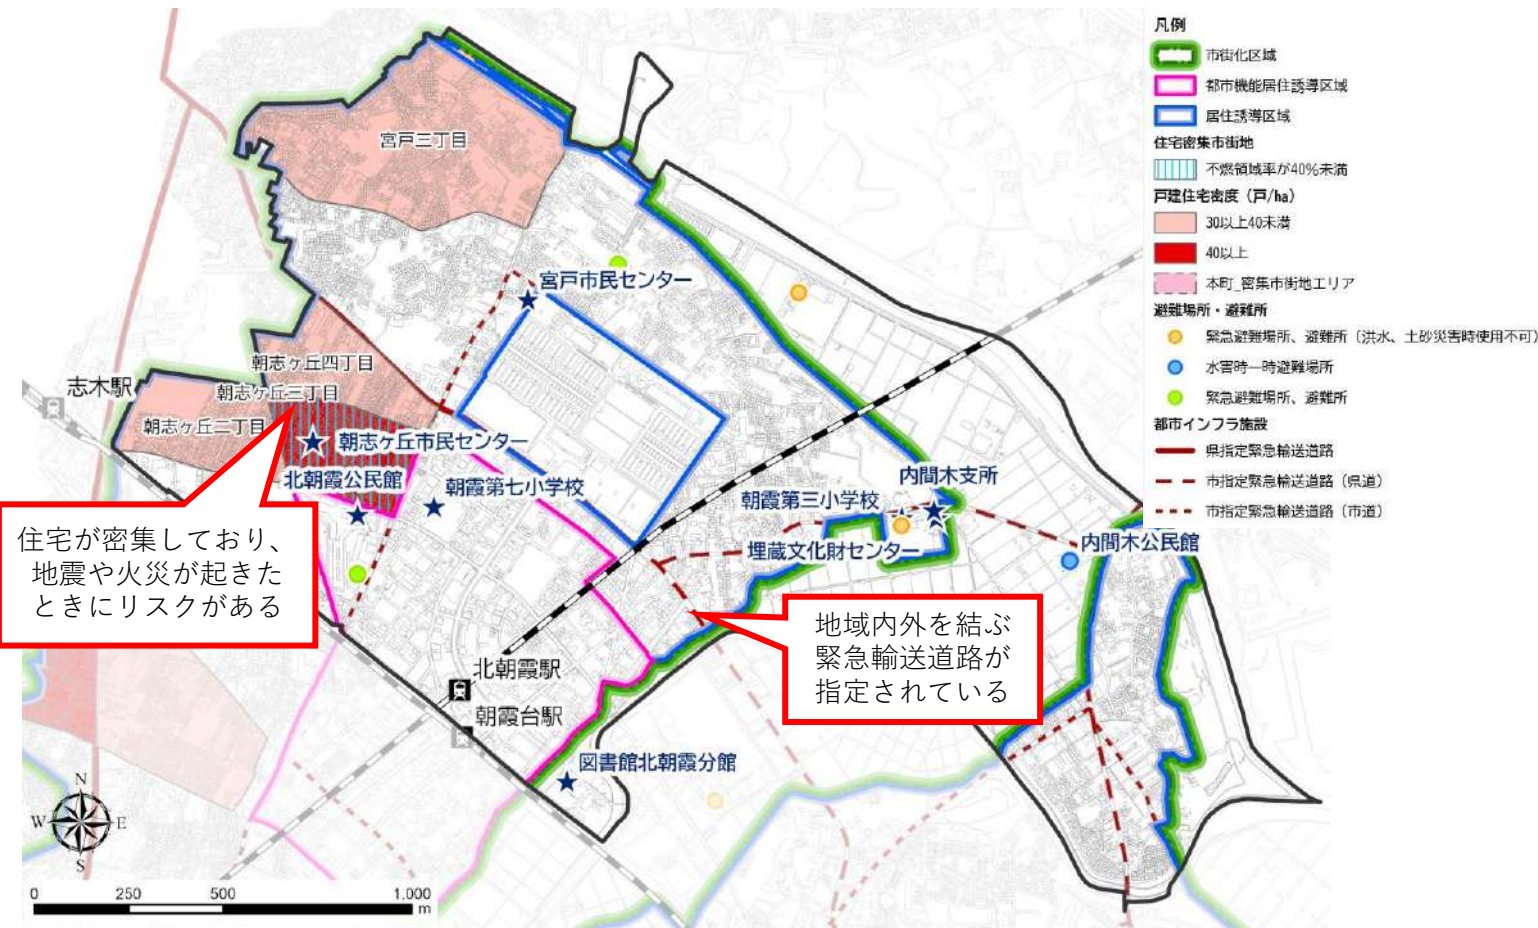 凡例
市街化区域
都市機能居住誘導区域
居住誘導区域
住宅密集市街地
不燃領域率が40%未満
戸建住宅密度（戸/ha）
30以上40未満
40以上
本町_密集市街地エリア
避難場所・避難所
緊急避難場所、避難所（洪水、土砂災害時使用不可）
水害時一時避難場所
緊急避難場所、避難所
都市インフラ施設
県指定緊急輸送道路
市指定緊急輸送道路（県道）
市指定緊急輸送道路（市道）
宮戸三丁目
宮戸市民センター
朝志ヶ丘四丁目
志木駅
朝志ヶ丘三丁目
朝志ヶ丘二丁目
朝志ヶ丘市民センター
北朝霞公民館
朝霞第七小学校
内間木支所
朝霞第三小学校
埋蔵文化財センター
内間木公民館
住宅が密集しており、
地震や火災が起きた
ときにリスクがある
地域内外を結ぶ
緊急輸送道路が
指定されている
北朝霞駅
朝霞台駅
図書館北朝霞分館
N
W
E
S
0
250
500
1,000
m